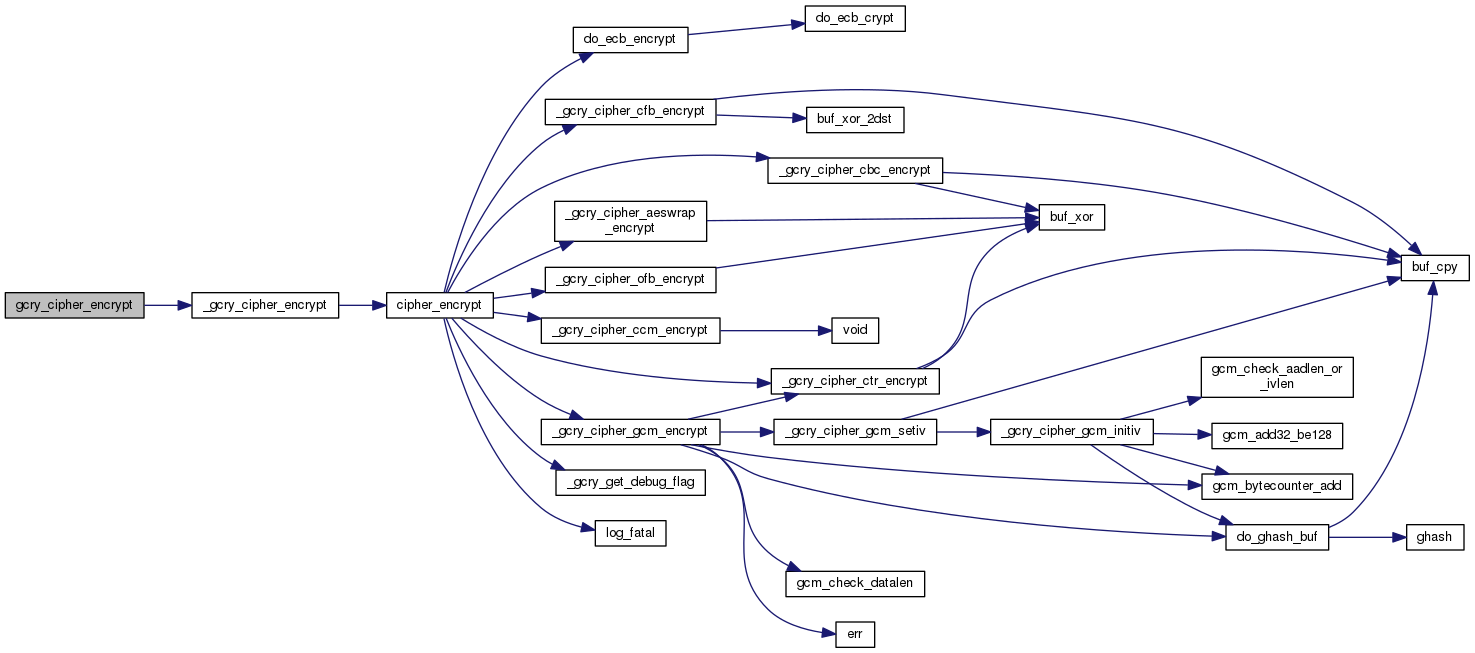 do_ecb_crypt
do_ecb_encrypt
_gcry_cipher_cfb_encrypt
buf_xor_2dst
_gcry_cipher_cbc_encrypt
_gcry_cipher_aeswrap
_encrypt
buf_xor
buf_cpy
_gcry_cipher_ofb_encrypt
gcry_cipher_encrypt
_gcry_cipher_encrypt
cipher_encrypt
_gcry_cipher_ccm_encrypt
void
_gcry_cipher_ctr_encrypt
gcm_check_aadlen_or
_ivlen
_gcry_cipher_gcm_encrypt
_gcry_cipher_gcm_setiv
_gcry_cipher_gcm_initiv
gcm_add32_be128
_gcry_get_debug_flag
gcm_bytecounter_add
log_fatal
do_ghash_buf
ghash
gcm_check_datalen
err